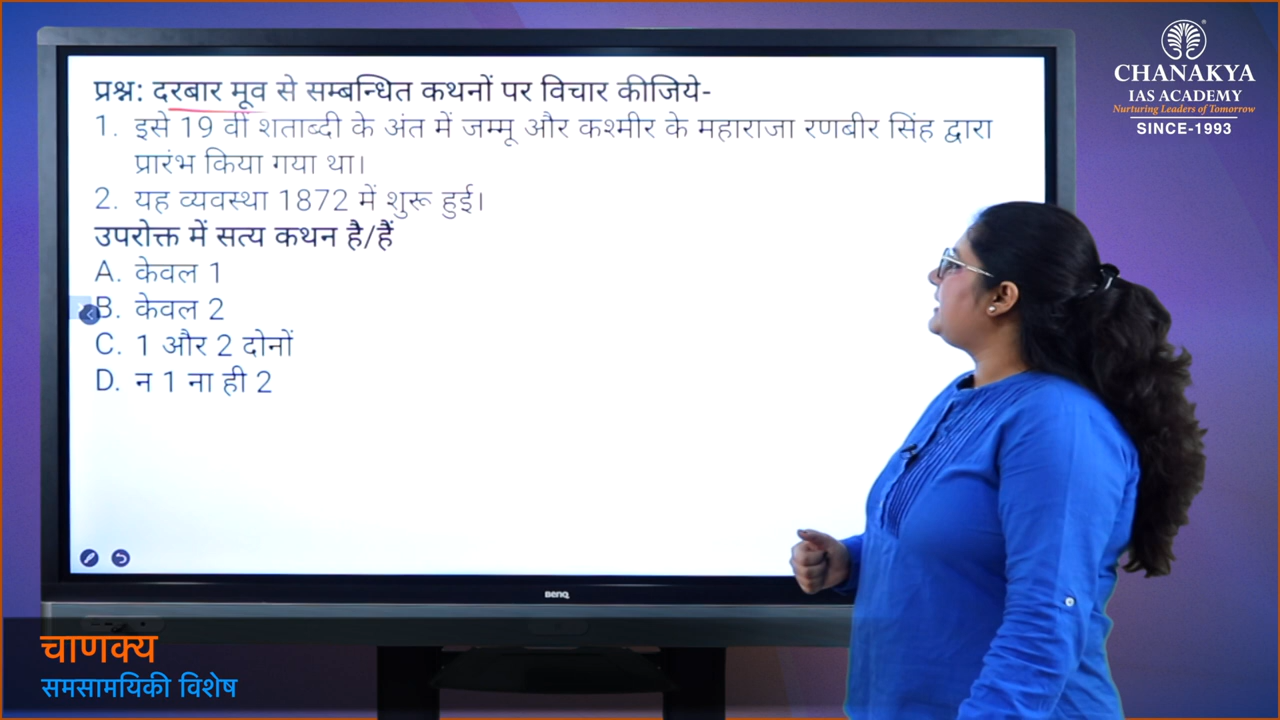 प्रश्न: दरबार मूव से सम्बन्धित कथनों पर विचार कीजिये-
1. इसे 19 वीं शताब्दी के अंत में जम्मू और कश्मीर के महाराजा रणबीर सिंह द्वारा
प्रारंभ किया गया था।
2. यह व्यवस्था 1872 में शुरू हुई।
उपरोक्त में सत्य कथन है/हैं
A. केवल 1
B. केवल 2
C. 1 और 2 दोनों
D. न 1 ना ही 2
BenQ
CHANAKYA
IAS ACADEMY
Nurturing Leaders of Tomorrow
SINCE-1993
चाणक्य
समसामयिकी विशेष